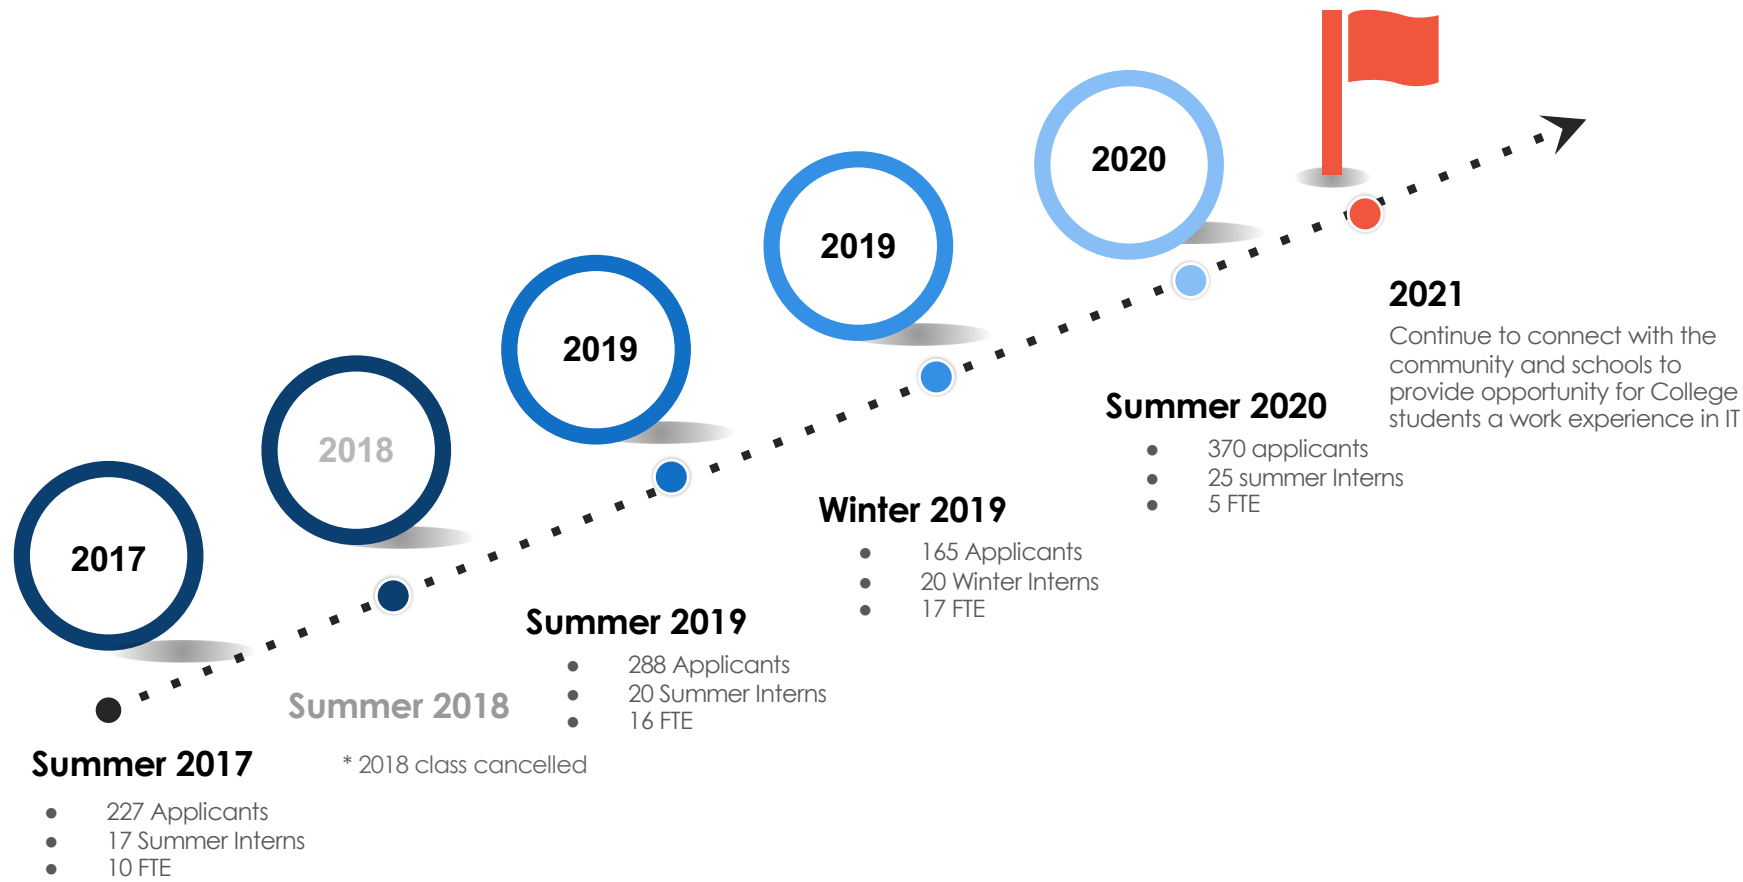 2017
2018
2019
2019
2020
Summer 2017
● 227 Applicants
● 17 Summer Interns
● 10 FTE
Summer 2018
* 2018 class cancelled
Summer 2019
● 288 Applicants
● 20 Summer Interns
● 16 FTE
Winter 2019
● 165 Applicants
● 20 Winter Interns
● 17 FTE
Summer 2020
● 370 applicants
● 25 summer Interns
● 5 FTE
2021
Continue to connect with the
community and schools to
provide opportunity for College
students a work experience in IT